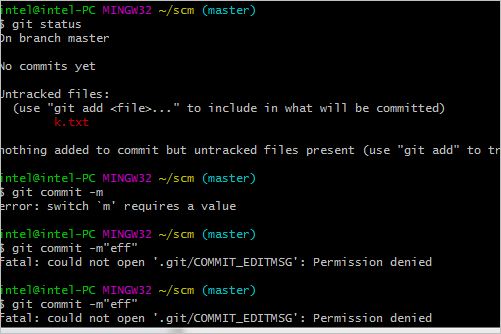 intel@intel-PC MINGW32 ~/scm (master)
$ git status
On branch master
No commits yet
Untracked files:
(use "git add <file>..." to include in what will be committed)
k.txt
nothing added to commit but untracked files present (use "git add" to tr
intel@intel-PC MINGW32 ~/scm (master)
$ git commit -m
error: switch `m' requires a value
intel@intel-PC MINGW32 ~/scm (master)
$ git commit -m"eff"
fatal: could not open '.git/COMMIT_EDITMSG': Permission denied
intel@intel-PC MINGW32 ~/scm (master)
$ git commit -m"eff"
fatal: could not open '.git/COMMIT_EDITMSG': Permission denied